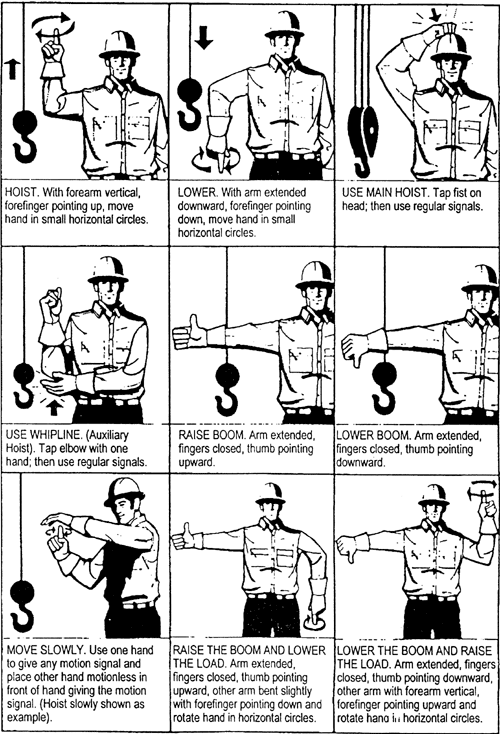 HOIST. With forearm vertical,
forefinger pointing up, move
hand in small horizontal circles.
LOWER. With arm extended
downward, forefinger pointing
down, move hand in small
horizontal circles.
USE MAIN HOIST. Tap fist on
head; then use regular signals.
USE WHIPLINE. (Auxiliary
Hoist). Tap elbow with one
hand; then use regular signals.
RAISE BOOM. Arm extended,
fingers closed, thumb pointing
upward.
LOWER BOOM. Arm extended,
fingers closed, thumb pointing
downward.
MOVE SLOWLY. Use one hand
to give any motion signal and
place other hand motionless in
front of hand giving the motion
signal. (Hoist slowly shown as
example).
RAISE THE BOOM AND LOWER
THE LOAD. Arm extended,
fingers closed, thumb pointing
upward, other arm bent slightly
with forefinger pointing down and
rotate hand in horizontal circles.
LOWER THE BOOM AND RAISE
THE LOAD. Arm extended, fingers
closed, thumb pointing downward,
other arm with forearm vertical,
forefinger pointing upward and
rotate hand in horizontal circles.